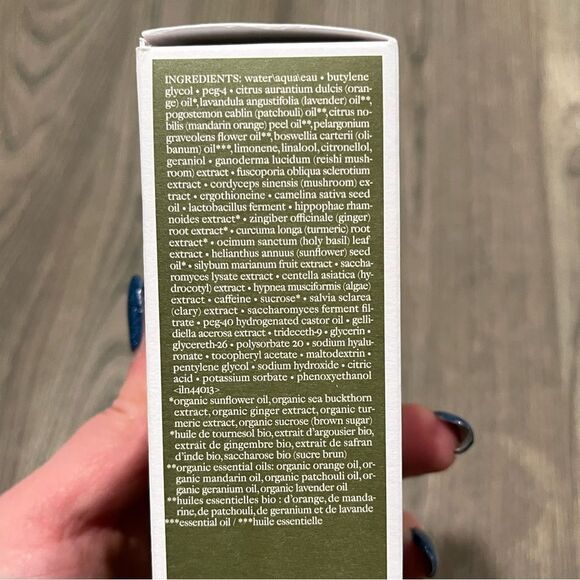 INGREDIENTS: water\aqua\eau • butylene
glycol • peg-4 • citrus aurantium dulcis (oran-
ge) oil*, lavandula angustifolia (lavender) oil**,
pogostemon cablin (patchouli) oil**, citrus no-
bilis (mandarin orange) peel oil**, pelargonium
graveolens flower oil**, boswellia carterii (oli-
banum) oil***, limonene, linalool, citronellol,
geraniol • ganoderma lucidum (reishi mush-
room) extract • fuscoporia obliqua sclerotium
extract • cordyceps sinensis (mushroom) ex-
tract • ergothioneine • camelina sativa seed
oil • lactobacillus ferment • hippophae rham-
noides extract* • zingiber officinale (ginger)
root extract* • curcuma longa (turmeric) root
extract* • ocimum sanctum (holy basil) leaf
extract • helianthus annuus (sunflower) seed
oil* • silybum marianum fruit extract • saccha-
romyces lysate extract • centella asiatica (hy-
drocotyl) extract • hypnea musciformis (algae)
extract • caffeine • sucrose* • salvia sclarea
(clary) extract • saccharomyces ferment fil-
trate • peg-40 hydrogenated castor oil • gelli-
diella acerosa extract • trideceth-9 • glycerin •
glycereth-26 • polysorbate 20 • sodium hyalu-
ronate • tocopheryl acetate • maltodextrin •
pentylene glycol • sodium hydroxide • citric
acid • potassium sorbate • phenoxyethanol
<iln44013>
*organic sunflower oil, organic sea buckthorn
extract, organic ginger extract, organic tur-
meric extract, organic sucrose (brown sugar)
*huile de tournesol bio, extrait d'argousier bio,
extrait de gingembre bio, extrait de safran
d'inde bio, saccharose bio (sucre brun)
**organic essential oils: organic orange oil, or-
ganic mandarin oil, organic patchouli oil, or-
ganic geranium oil, organic lavender oil
**huiles essentielles bio : d'orange, de manda-
rine, de patchouli, de geranium et de lavande
***essential oil / ***huile essentielle